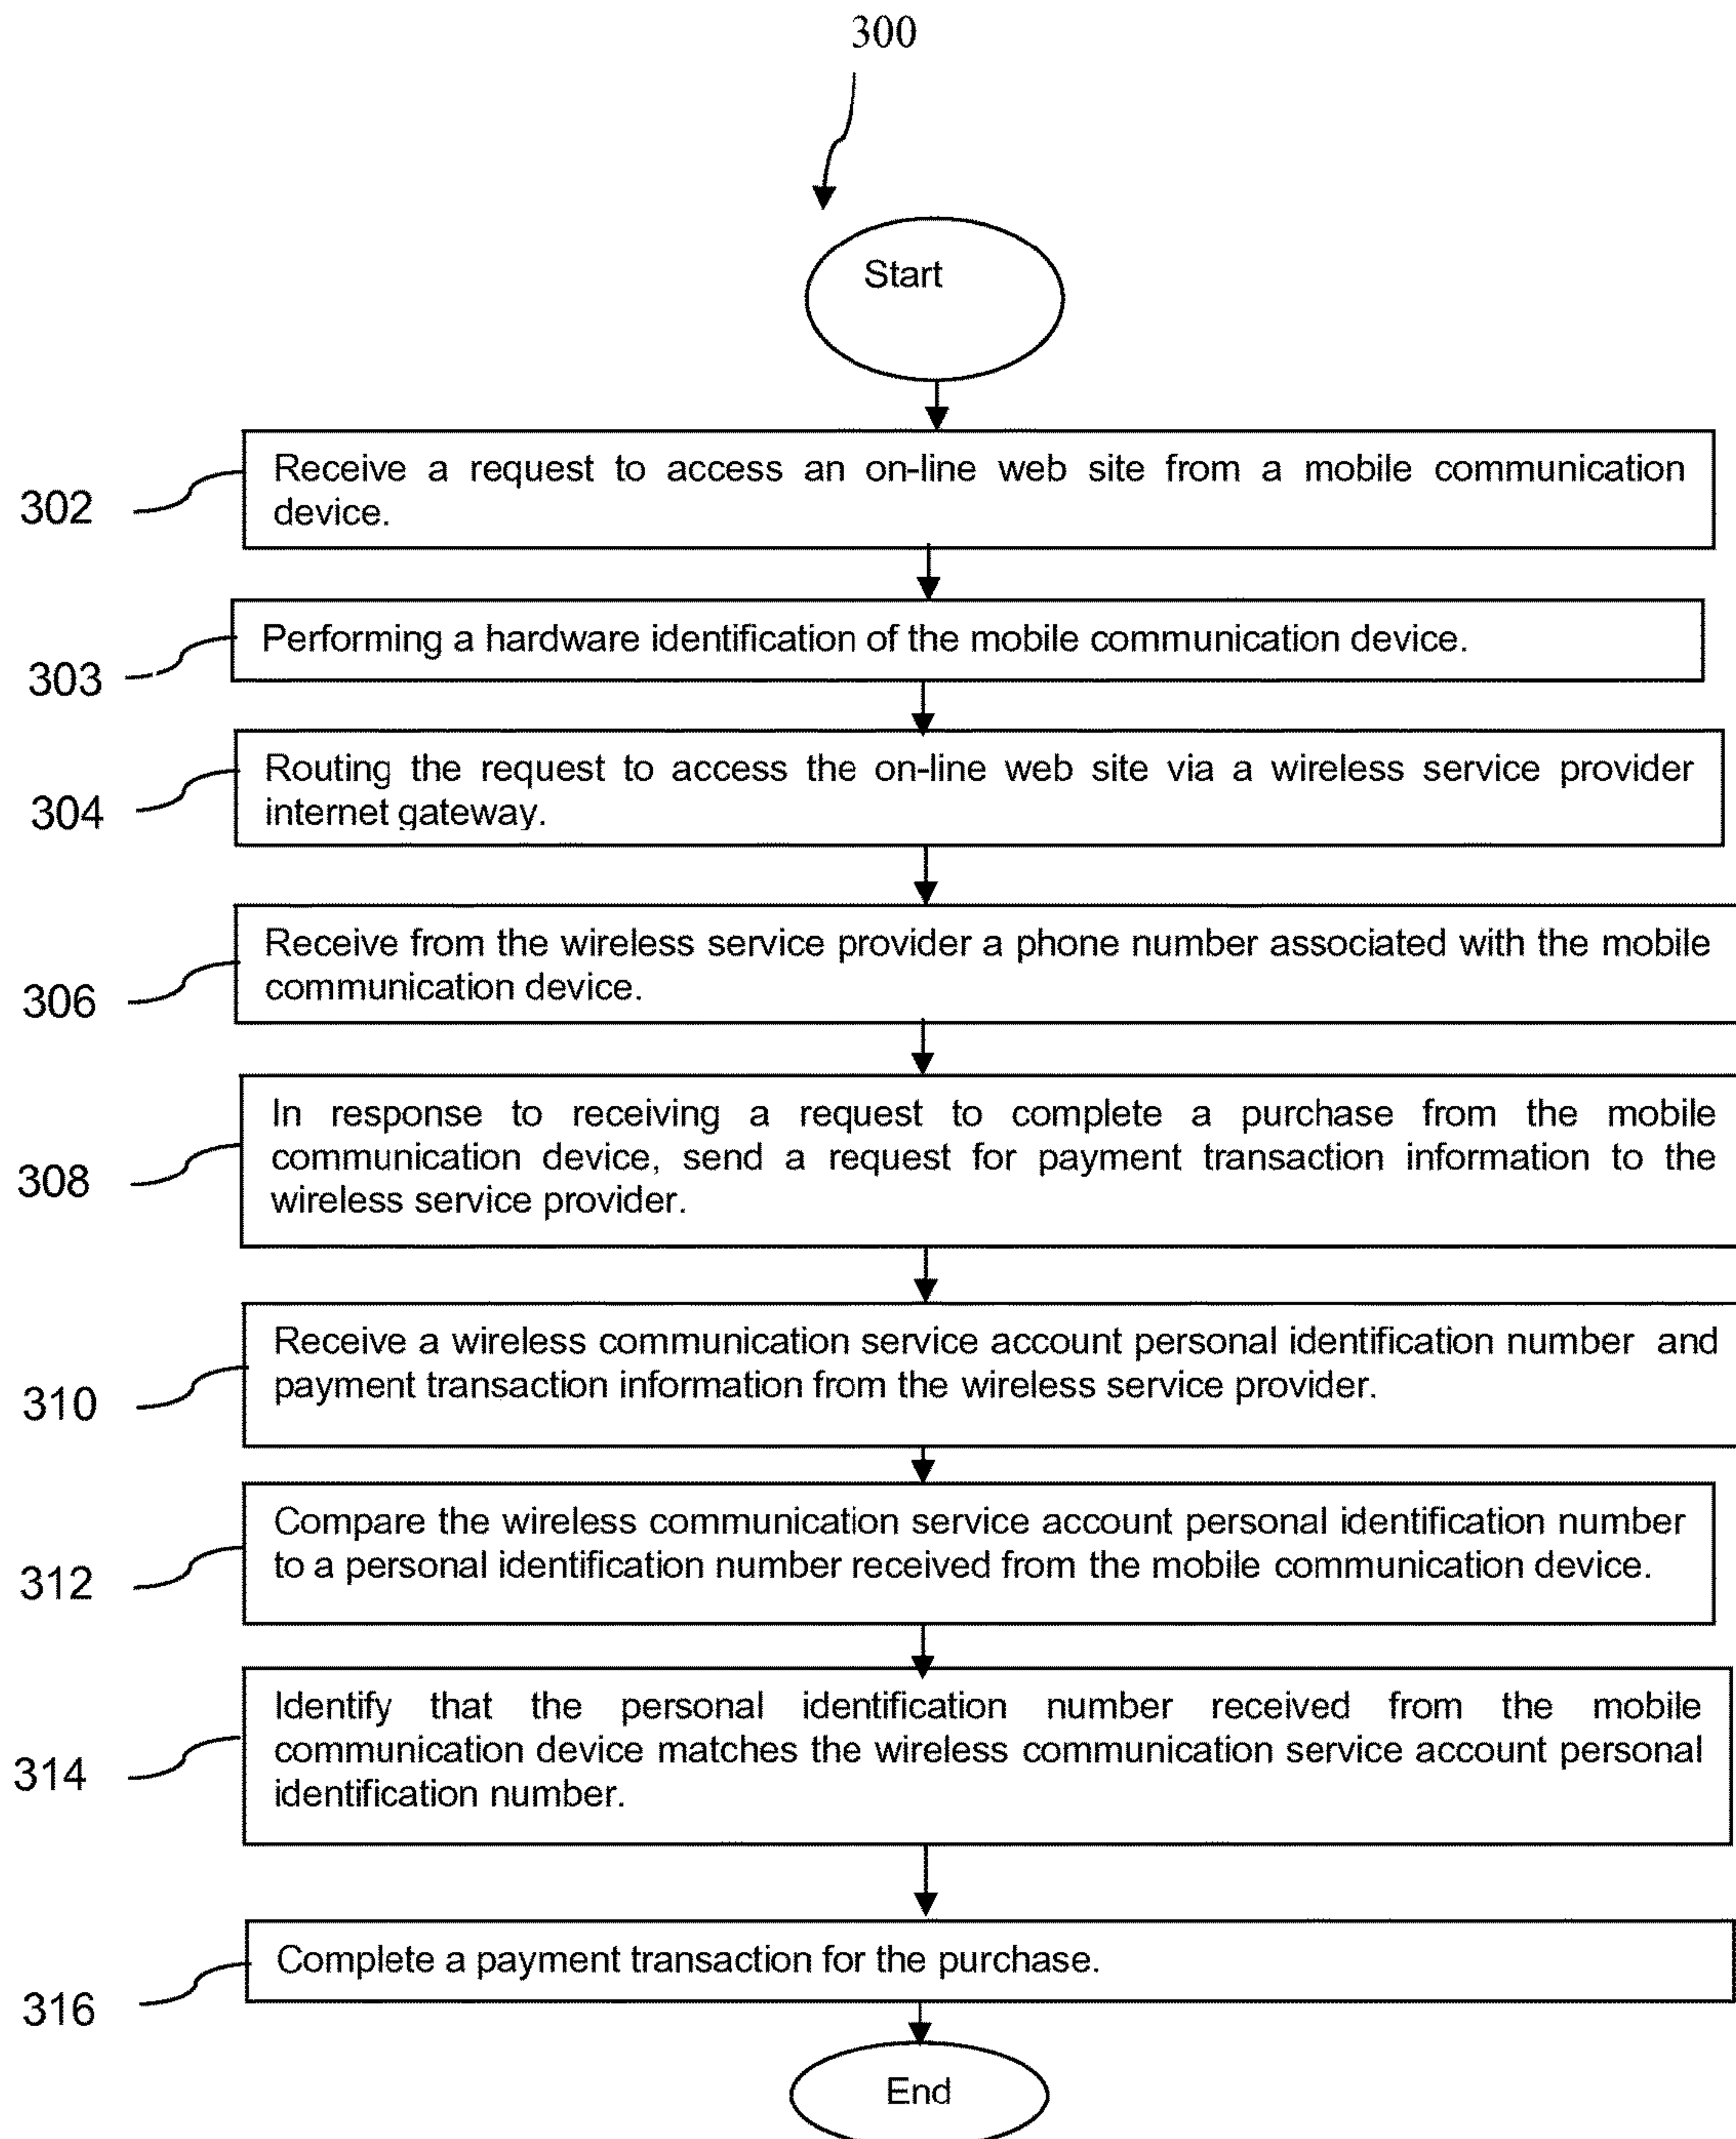 300
Start
302
Receive a request to access an on-line web site from a mobile communication
device.
303
Performing a hardware identification of the mobile communication device.
304
Routing the request to access the on-line web site via a wireless service provider
internet gateway.
306
Receive from the wireless service provider a phone number associated with the mobile
communication device.
308
In response to receiving a request to complete a purchase from the mobile
communication device, send a request for payment transaction information to the
wireless service provider.
310
Receive a wireless communication service account personal identification number and
payment transaction information from the wireless service provider.
312
Compare the wireless communication service account personal identification number
to a personal identification number received from the mobile communication device.
314
Identify that the personal identification number received from the mobile
communication device matches the wireless communication service account personal
identification number.
316
Complete a payment transaction for the purchase.
End